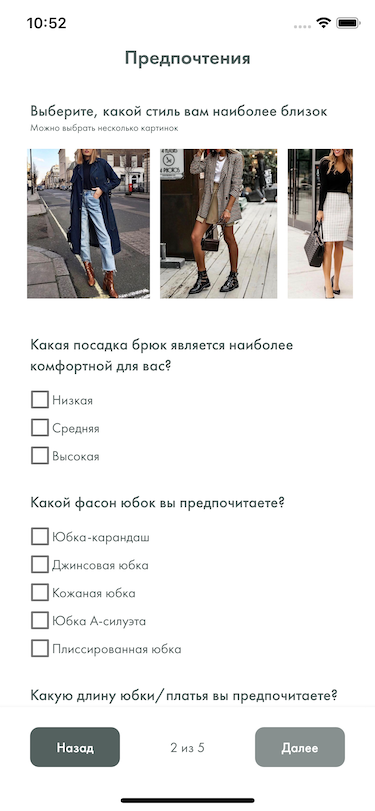 10:52
Предпочтения
Выберите, какой стиль вам наиболее близок
Можно выбрать несколько картинок
Какая посадка брюк является наиболее
комфортной для вас?
Низкая
Средняя
Высокая
Какой фасон юбок вы предпочитаете?
Юбка-карандаш
Джинсовая юбка
Кожаная юбка
Юбка А-силуэта
Плиссированная юбка
Какую длину юбки/платья вы предпочитаете?
Назад
2 из 5
Далее